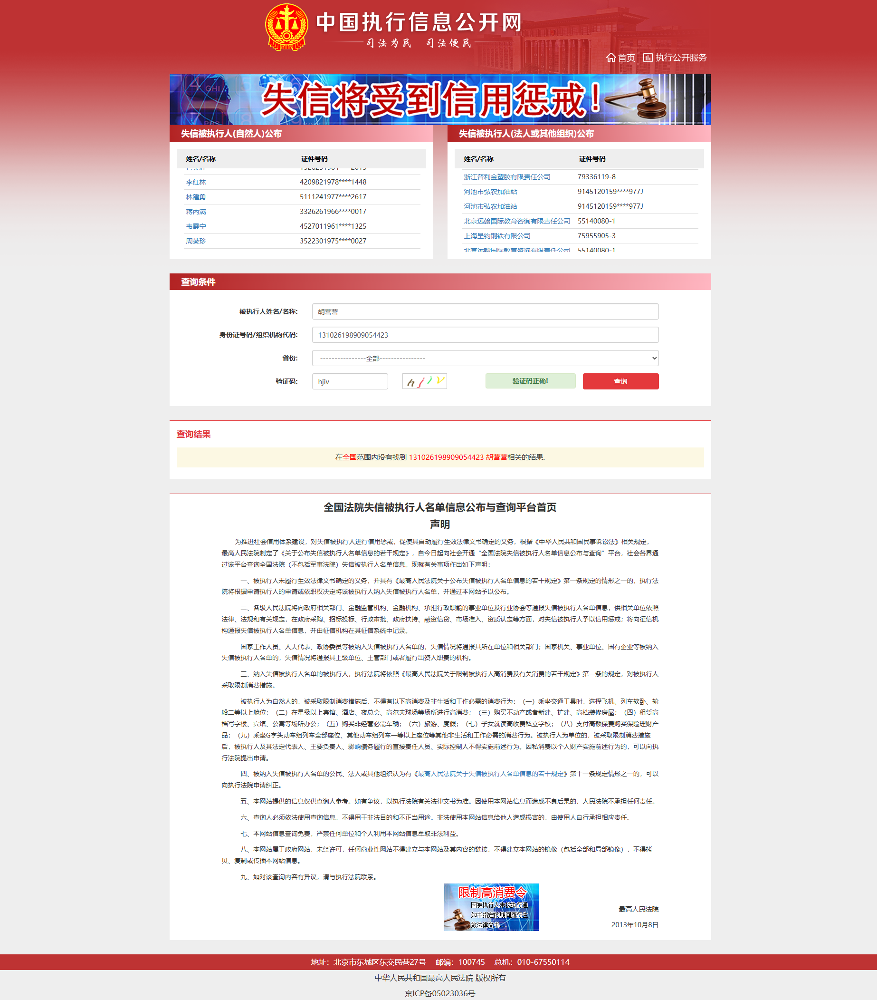 中国执行信息公开网
司法为民 司法便民
首页 执行公开服务
失信将受到信用惩戒！
失信被执行人(自然人)公布
姓名/名称 证件号码
李红林 4209821978****1448
林建勇 5111241977****2617
蒋丙满 3326261966****0017
韦霞宁 4527011961****1325
周葵珍 3522301975****0027
失信被执行人(法人或其他组织)公布
姓名/名称 证件号码
浙江普利金塑胶有限责任公司 79336119-8
河池市弘农加油站 9145120159****977J
河池市弘农加油站 9145120159****977J
北京远翰国际教育咨询有限责任公司 55140080-1
上海呈钧钢铁有限公司 75955905-3
北京远翰国际教育咨询有限责任公司 55140080-1
查询条件
被执行人姓名/名称: 胡营营
身份证号码/组织机构代码: 131026198909054423
省份: ----------------全部----------------
验证码: hjiv hjiv 验证码正确! 查询
查询结果
在全国范围内没有找到 131026198909054423 胡营营相关的结果.
全国法院失信被执行人名单信息公布与查询平台首页
声明
为推进社会信用体系建设，对失信被执行人进行信用惩戒，促使其自动履行生效法律文书确定的义务，根据《中华人民共和国民事诉讼法》相关规定，
最高人民法院制定了《关于公布失信被执行人名单信息的若干规定》，自今日起向社会开通“全国法院失信被执行人名单信息公布与查询”平台，社会各界通
过该平台查询全国法院（不包括军事法院）失信被执行人名单信息。现就有关事项作出如下声明：
一、被执行人未履行生效法律文书确定的义务，并具有《最高人民法院关于公布失信被执行人名单信息的若干规定》第一条规定的情形之一的，执行法
院将根据申请执行人的申请或依职权决定将该被执行人纳入失信被执行人名单，并通过本网站予以公布。
二、各级人民法院将向政府相关部门、金融监管机构、金融机构、承担行政职能的事业单位及行业协会等通报失信被执行人名单信息，供相关单位依照
法律、法规和有关规定，在政府采购、招标投标、行政审批、政府扶持、融资信贷、市场准入、资质认定等方面，对失信被执行人予以信用惩戒；将向征信机
构通报失信被执行人名单信息，并由征信机构在其征信系统中记录。
国家工作人员、人大代表、政协委员等被纳入失信被执行人名单的，失信情况将通报其所在单位和相关部门；国家机关、事业单位、国有企业等被纳入
失信被执行人名单的，失信情况将通报其上级单位、主管部门或者履行出资人职责的机构。
三、纳入失信被执行人名单的被执行人，执行法院将依照《最高人民法院关于限制被执行人高消费及有关消费的若干规定》第一条的规定，对被执行人
采取限制消费措施。
被执行人为自然人的，被采取限制消费措施后，不得有以下高消费及非生活和工作必需的消费行为：（一）乘坐交通工具时，选择飞机、列车软卧、轮
船二等以上舱位；（二）在星级以上宾馆、酒店、夜总会、高尔夫球场等场所进行高消费；（三）购买不动产或者新建、扩建、高档装修房屋；（四）租赁高
档写字楼、宾馆、公寓等场所办公；（五）购买非经营必需车辆；（六）旅游、度假；（七）子女就读高收费私立学校；（八）支付高额保费购买保险理财产
品；（九）乘坐G字头动车组列车全部座位、其他动车组列车一等以上座位等其他非生活和工作必需的消费行为。被执行人为单位的，被采取限制消费措施
后，被执行人及其法定代表人、主要负责人、影响债务履行的直接责任人员、实际控制人不得实施前述行为。因私消费以个人财产实施前述行为的，可以向执
行法院提出申请。
四、被纳入失信被执行人名单的公民、法人或其他组织认为有《最高人民法院关于失信被执行人名单信息的若干规定》第十一条规定情形之一的，可以
向执行法院申请纠正。
五、本网站提供的信息仅供查询人参考。如有争议，以执行法院有关法律文书为准。因使用本网站信息而造成不良后果的，人民法院不承担任何责任。
六、查询人必须依法使用查询信息，不得用于非法目的和不正当用途。非法使用本网站信息给他人造成损害的，由使用人自行承担相应责任。
七、本网站信息查询免费，严禁任何单位和个人利用本网站信息牟取非法利益。
八、本网站属于政府网站，未经许可，任何商业性网站不得建立与本网站及其内容的链接，不得建立本网站的镜像（包括全部和局部镜像），不得拷
贝、复制或传播本网站信息。
九、如对该查询内容有异议，请与执行法院联系。
限制高消费令
因被执行人未按执行通
知书指定的期间履行生
效法律文书...
最高人民法院
2013年10月8日
地址：北京市东城区东交民巷27号 邮编：100745 总机：010-67550114
中华人民共和国最高人民法院 版权所有
京ICP备05023036号